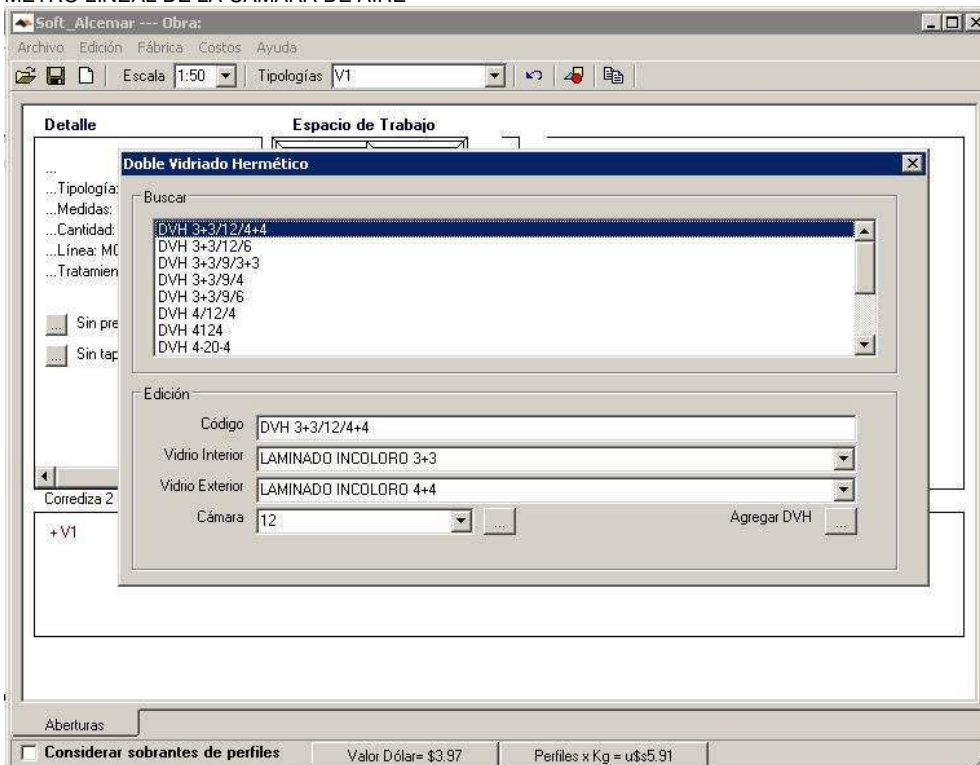 METRO LINEAL DE LA CAMARA DE AIRE
Soft_Alcemar --- Obra:
Archivo Edición Fábrica Costos Ayuda
Escala 1:50 Tipologías V1
Detalle Espacio de Trabajo
Doble Vidriado Hermético
...
...Tipología:
...Medidas:
...Cantidad:
...Línea: MO
...Tratamien
... Sin pre
... Sin tap
Buscar
DVH 3+3/12/4+4
DVH 3+3/12/6
DVH 3+3/9/3+3
DVH 3+3/9/4
DVH 3+3/9/6
DVH 4/12/4
DVH 4124
DVH 4-20-4
Edición
Código DVH 3+3/12/4+4
Vidrio Interior LAMINADO INCOLORO 3+3
Vidrio Exterior LAMINADO INCOLORO 4+4
Cámara 12 ... Agregar DVH ...
Corrediza 2
+ V1
Aberturas
Considerar sobrantes de perfiles Valor Dólar= $3.97 Perfiles x Kg = u$s5.91